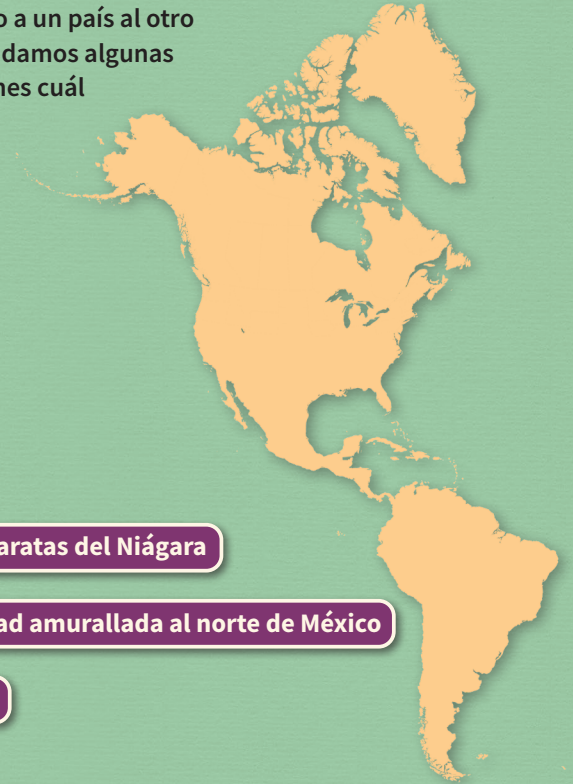 o a un país al otro
damos algunas
nes cuál
aratas del Niágara
ad amurallada al norte de México